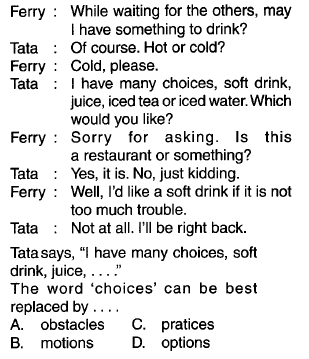 Ferry : While waiting for the others, may
I have something to drink?
Tata : Of course. Hot or cold?
Ferry : Cold, please.
Tata : I have many choices, soft drink,
juice, iced tea or iced water. Which
would you like?
Ferry : Sorry for asking. Is this
a restaurant or something?
Tata : Yes, it is. No, just kidding.
Ferry : Well, I'd like a soft drink if it is not
too much trouble.
Tata : Not at all. I'll be right back.
Tata says, "I have many choices, soft
drink, juice, . . . ."
The word 'choices' can be best
replaced by . . . .
A. obstacles C. pratices
B. motions D. options